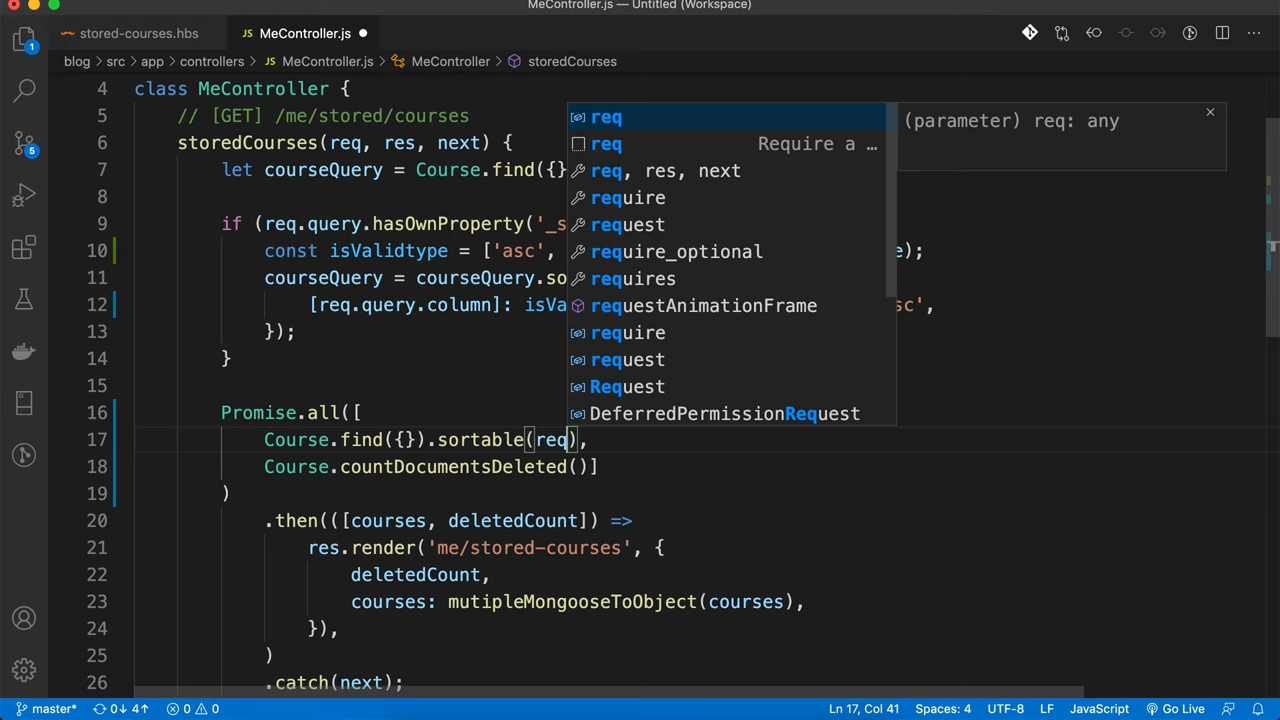 MeController.js — Untitled (Workspace)
stored-courses.hbs
JS MeController.js
blog > src > app > controllers > JS MeController.js > MeController > storedCourses
4 class MeController {
5 // [GET] /me/stored/courses
6 storedCourses(req, res, next) {
7 let courseQuery = Course.find({}
8
9 if (req.query.hasOwnProperty('_s
10 const isValidtype = ['asc', e);
11 courseQuery = courseQuery.so
12 [req.query.column]: isVa sc',
13 });
14 }
15
16 Promise.all([
17 Course.find({}).sortable(req),
18 Course.countDocumentsDeleted()]
19 )
20 .then(([courses, deletedCount]) =>
21 res.render('me/stored-courses', {
22 deletedCount,
23 courses: mutipleMongooseToObject(courses),
24 }),
25 )
26 .catch(next);
req
req Require a …
req, res, next
require
request
require_optional
requires
requestAnimationFrame
require
request
Request
DeferredPermissionRequest
(parameter) req: any
1
5
master* 0↓ 4↑ 0 0 Ln 17, Col 41 Spaces: 4 UTF-8 LF JavaScript Go Live